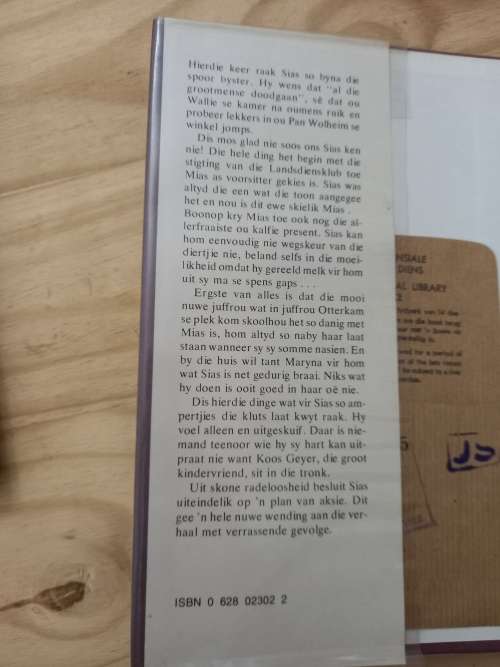 Hierdie keer raak Sias so byna die
spoor byster. Hy wens dat "al die
grootmense doodgaan", sê dat ou
Wallie se kamer na oumens ruik en
probeer lekkers in ou Pan Wolheim se
winkel jomps.
Dis mos glad nie soos ons Sias ken
nie! Die hele ding het begin met die
stigting van die Landsdiensklub toe
Mias as voorsitter gekies is. Sias was
altyd die een wat die toon aangegee
het en nou is dit ewe skielik Mias.
Boonop kry Mias toe ook nog die al-
lerfraaiste ou kalfie present. Sias kan
hom eenvoudig nie wegskeur van die
diertjie nie, beland selfs in die moei-
likheid omdat hy gereeld melk vir hom
uit sy ma se spens gaps . . .
Ergste van alles is dat die mooi
nuwe juffrou wat in juffrou Otterkam
se plek kom skoolhou het so danig met
Mias is, hom altyd so naby haar laat
staan wanneer sy sy somme nasien. En
by die huis wil tant Maryna vir hom
wat Sias is net gedurig braai. Niks wat
hy doen is ooit goed in haar oë nie.
Dis hierdie dinge wat vir Sias so am-
pertjies die kluts laat kwyt raak. Hy
voel alleen en uitgeskuif. Daar is nie-
mand teenoor wie hy sy hart kan uit-
praat nie want Koos Geyer, die groot
kindervriend, sit in die tronk.
Uit skone radeloosheid besluit Sias
uiteindelik op 'n plan van aksie. Dit
gee 'n hele nuwe wending aan die ver-
haal met verrassende gevolge.
ISBN 0 628 02302 2
NSIALE
DIENS
AL LIBRARY
CE
5
JS